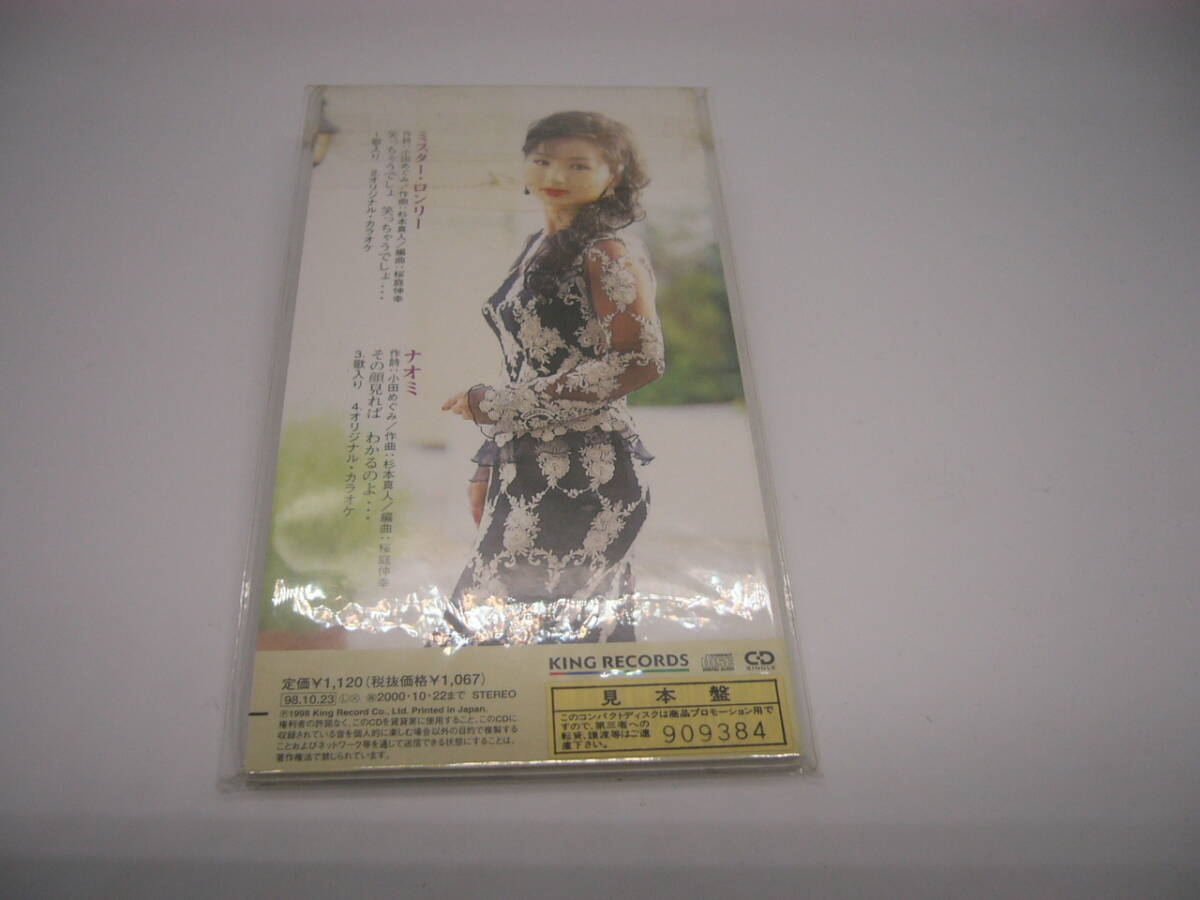 ミスター・ロンリー
作詩:小田めぐみ/作曲:杉本真人/編曲:桜庭伸幸
笑っちゃうでしょ 笑っちゃうでしょ・・・
1.歌入り 2.オリジナル・カラオケ
ナオミ
作詩:小田めぐみ/作曲:杉本真人/編曲:桜庭伸幸
その顔見れば わかるのよ・・・
3.歌入り 4.オリジナル・カラオケ
KING RECORDS
CD
SINGLE
定価¥1,120(税抜価格¥1,067)
98.10.23 2000・10・22まで STEREO
Ⓟ1998 King Record Co., Ltd. Printed in Japan.
権利者の許諾なく、このCDを賃貸業に使用すること、このCDに
収録されている音を個人的に楽しむ場合以外の目的で複製する
ことおよびネットワーク等を通じて送信できる状態にすることは、
著作権法で禁じられています。
見本盤
このコンパクトディスクは商品プロモーション用で
すので、第三者への
転貸、譲渡等はご遠
慮下さい。
909384